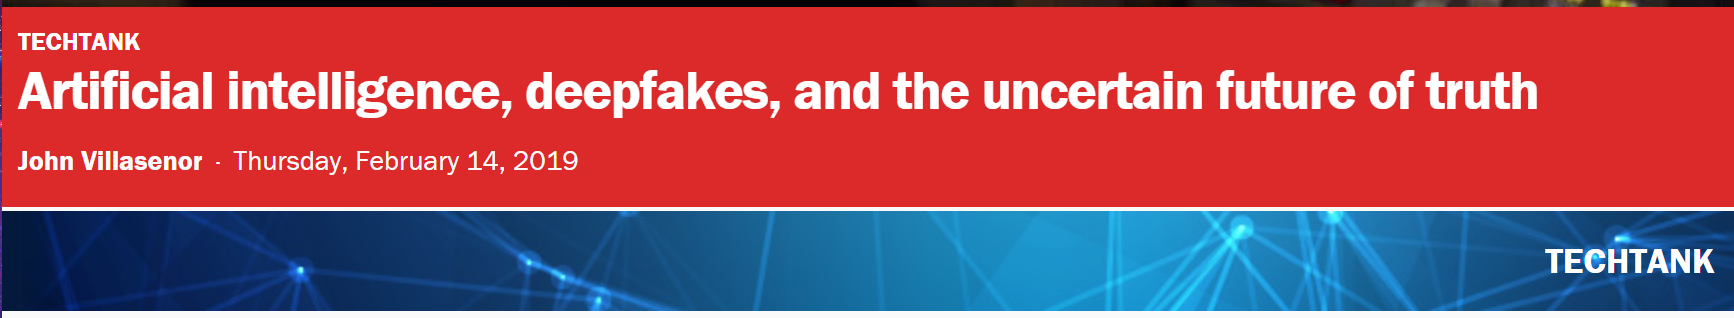 TECHTANK
Artificial intelligence, deepfakes, and the uncertain future of truth
John Villasenor - Thursday, February 14, 2019
TECHTANK